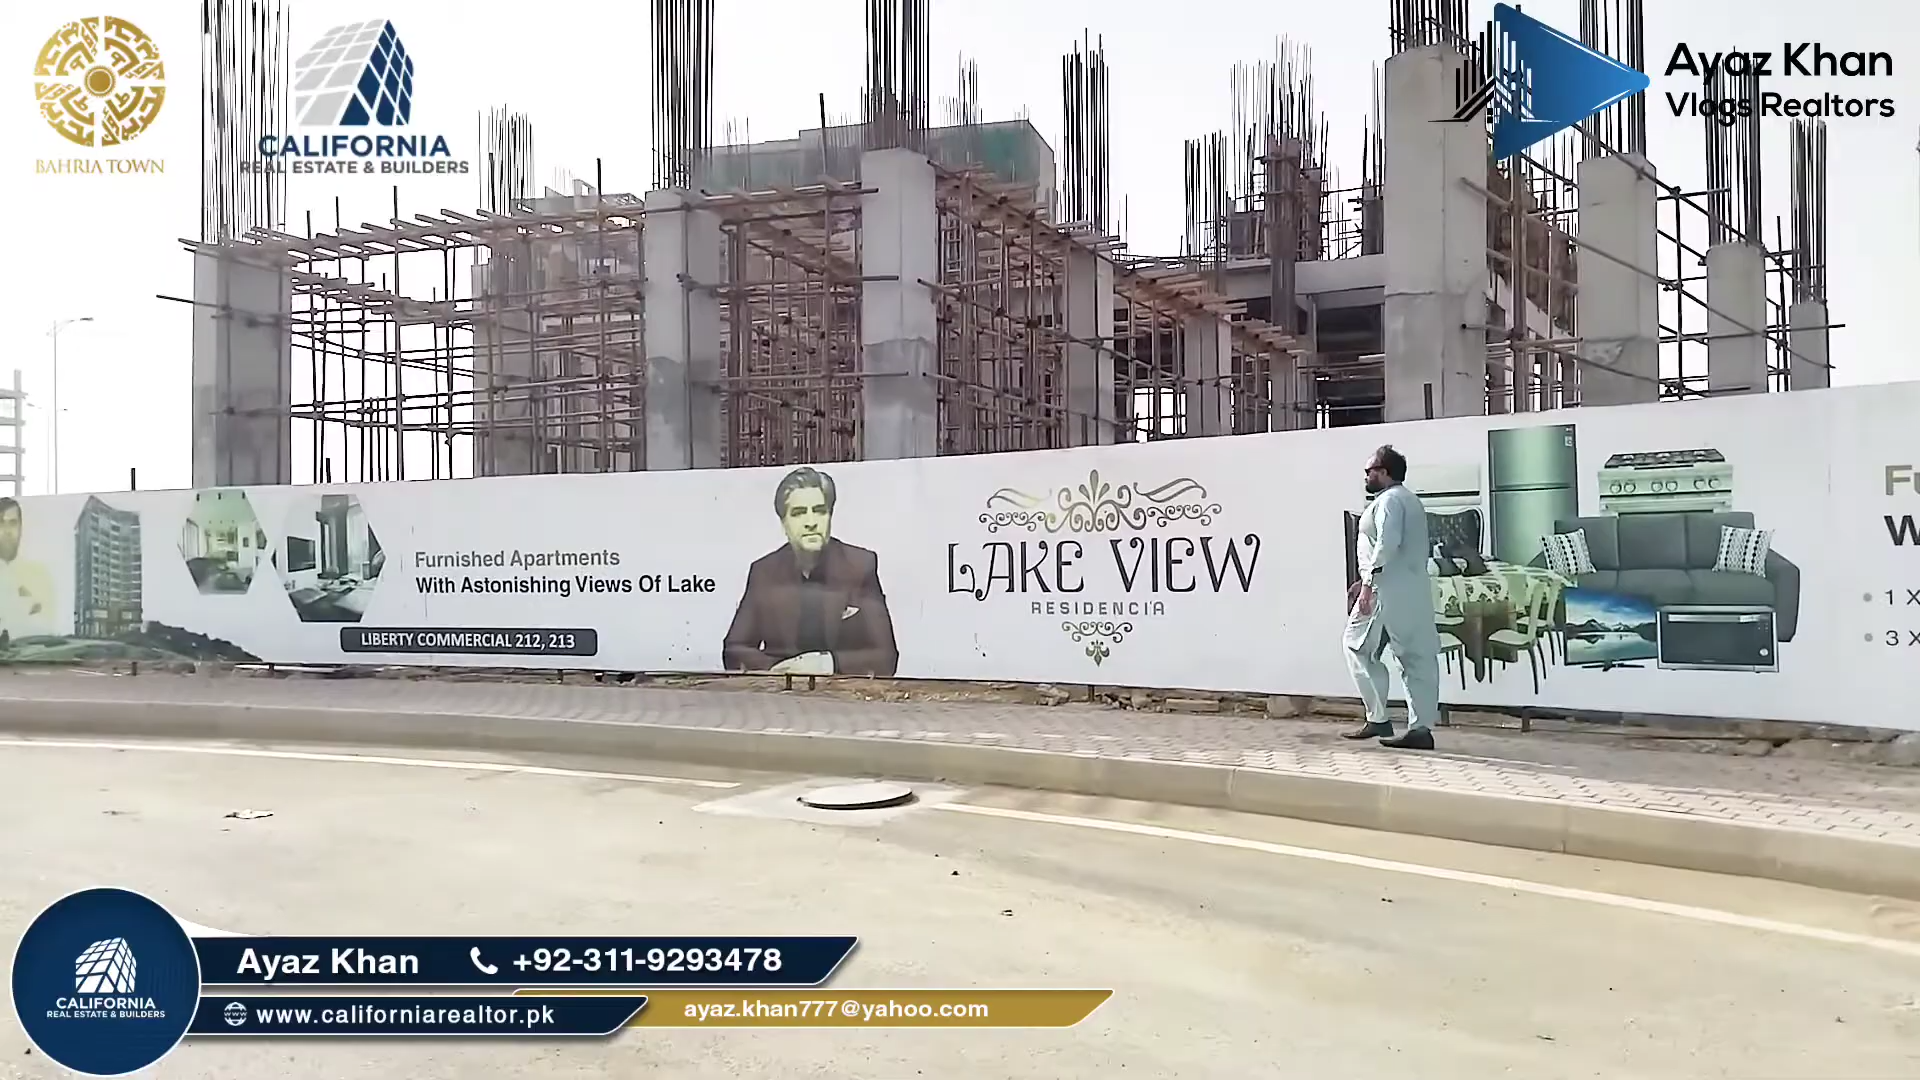 BAHRIA TOWN
CALIFORNIA
REAL ESTATE & BUILDERS
Ayaz Khan
Vlogs Realtors
Furnished Apartments
With Astonishing Views Of Lake
LIBERTY COMMERCIAL 212, 213
LAKE VIEW
RESIDENCIA
1 X
3 X
CALIFORNIA
REAL ESTATE & BUILDERS
Ayaz Khan
+92-311-9293478
www.californiarealtor.pk
ayaz.khan777@yahoo.com